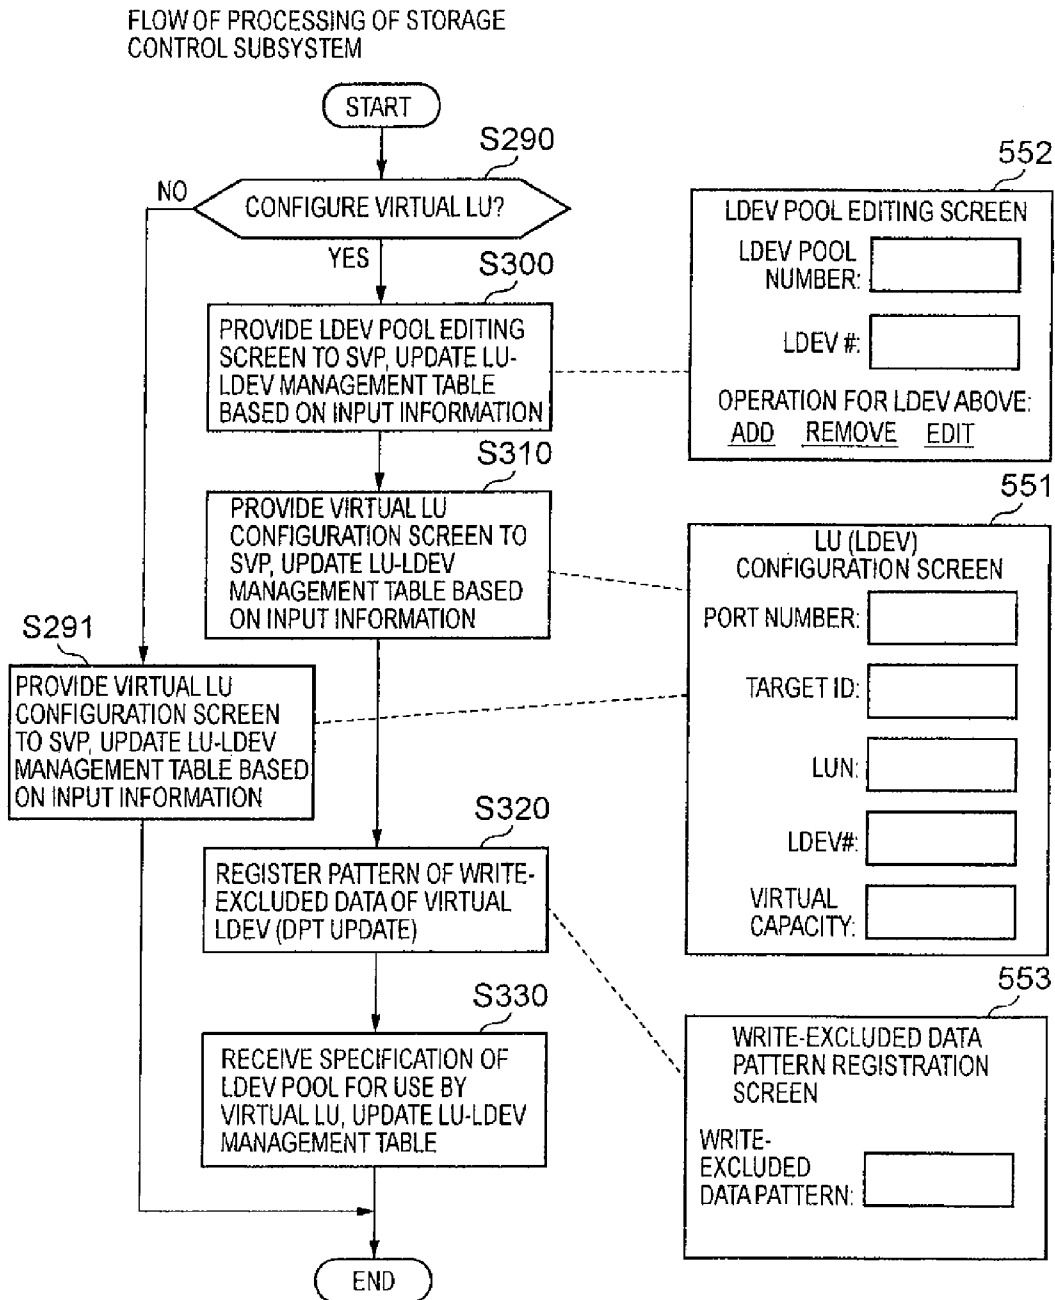 FLOW OF PROCESSING OF STORAGE
CONTROL SUBSYSTEM
START
S290
NO
CONFIGURE VIRTUAL LU?
YES
S300
PROVIDE LDEV POOL EDITING
SCREEN TO SVP, UPDATE LU-
LDEV MANAGEMENT TABLE
BASED ON INPUT INFORMATION
S310
PROVIDE VIRTUAL LU
CONFIGURATION SCREEN TO
SVP, UPDATE LU-LDEV
MANAGEMENT TABLE BASED
ON INPUT INFORMATION
S291
PROVIDE VIRTUAL LU
CONFIGURATION SCREEN
TO SVP, UPDATE LU-LDEV
MANAGEMENT TABLE BASED
ON INPUT INFORMATION
S320
REGISTER PATTERN OF WRITE-
EXCLUDED DATA OF VIRTUAL
LDEV (DPT UPDATE)
S330
RECEIVE SPECIFICATION OF
LDEV POOL FOR USE BY
VIRTUAL LU, UPDATE LU-LDEV
MANAGEMENT TABLE
END
552
LDEV POOL EDITING SCREEN
LDEV POOL
NUMBER:
LDEV #:
OPERATION FOR LDEV ABOVE:
ADD REMOVE EDIT
551
LU (LDEV)
CONFIGURATION SCREEN
PORT NUMBER:
TARGET ID:
LUN:
LDEV#:
VIRTUAL
CAPACITY:
553
WRITE-EXCLUDED DATA
PATTERN REGISTRATION
SCREEN
WRITE-
EXCLUDED
DATA PATTERN: